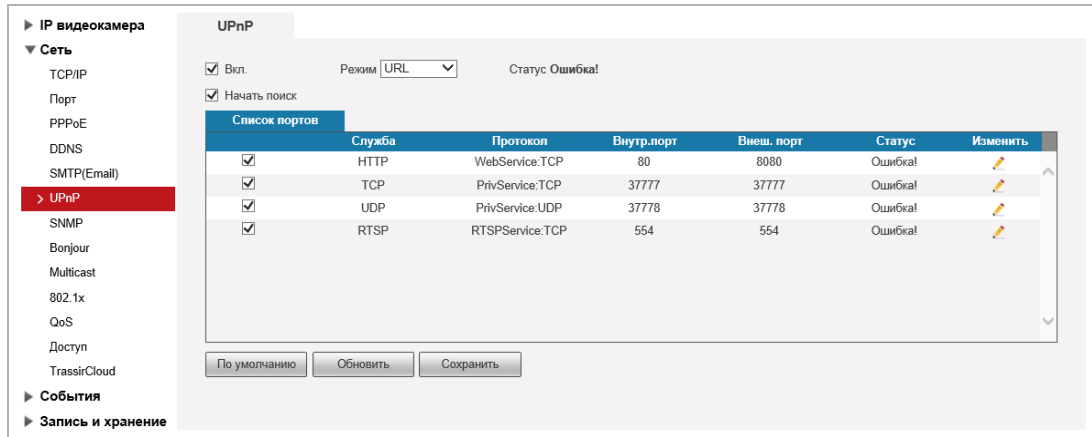 IP видеокамера
Сеть
TCP/IP
Порт
PPPoE
DDNS
SMTP(Email)
UPnP
SNMP
Bonjour
Multicast
802.1x
QoS
Доступ
TrassirCloud
События
Запись и хранение
UPnP
Вкл. Режим URL Статус Ошибка!
Начать поиск
Список портов
Служба Протокол Внутр.порт Внеш. порт Статус Изменить
HTTP WebService:TCP 80 8080 Ошибка!
TCP PrivService:TCP 37777 37777 Ошибка!
UDP PrivService:UDP 37778 37778 Ошибка!
RTSP RTSPService:TCP 554 554 Ошибка!
По умолчанию Обновить Сохранить